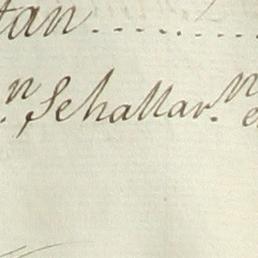 tan........
.n Schallar. n